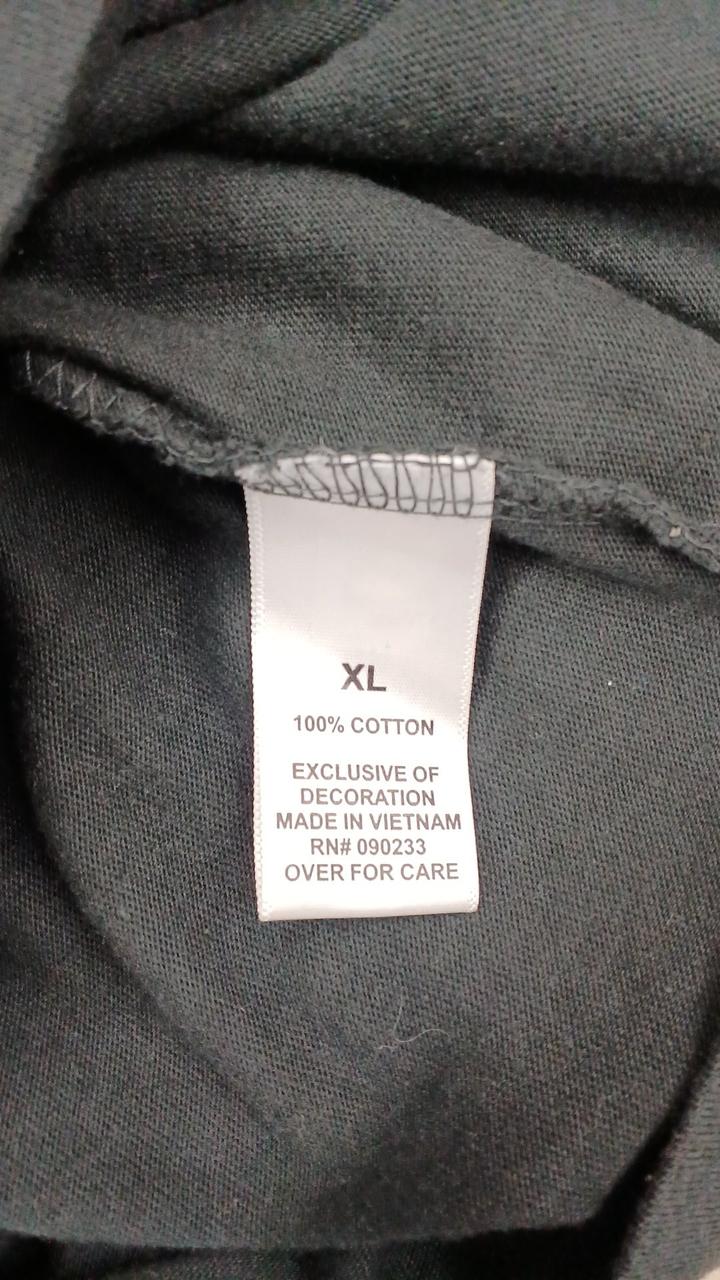 XL
100% COTTON
EXCLUSIVE OF
DECORATION
MADE IN VIETNAM
RN# 090233
OVER FOR CARE